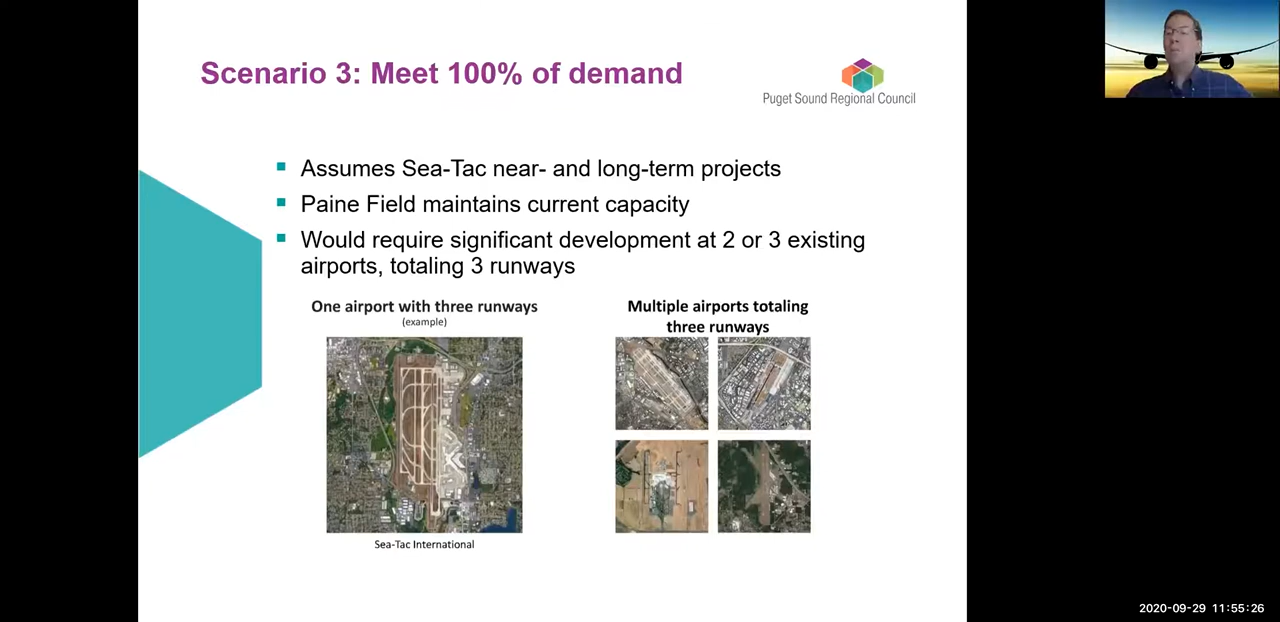 Scenario 3: Meet 100% of demand
Puget Sound Regional Council
Assumes Sea-Tac near- and long-term projects
Paine Field maintains current capacity
Would require significant development at 2 or 3 existing
airports, totaling 3 runways
One airport with three runways
(example)
Sea-Tac International
Multiple airports totaling
three runways
2020-09-29 11:55:26